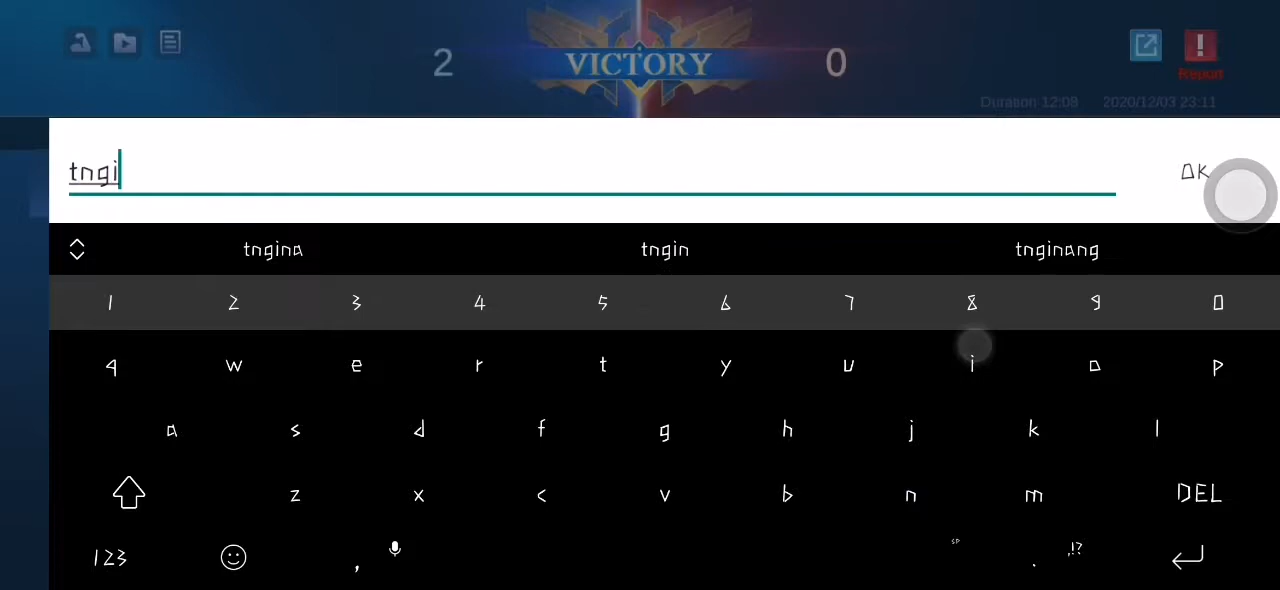 2 VICTORY 0
Report
Duration 12:08 2020/12/03 23:11
tngi OK
tngina tngin tnginang
1 2 3 4 5 6 7 8 9 0
q w e r t y u i o p
a s d f g h j k l
z x c v b n m DEL
123 , SP . ,!?